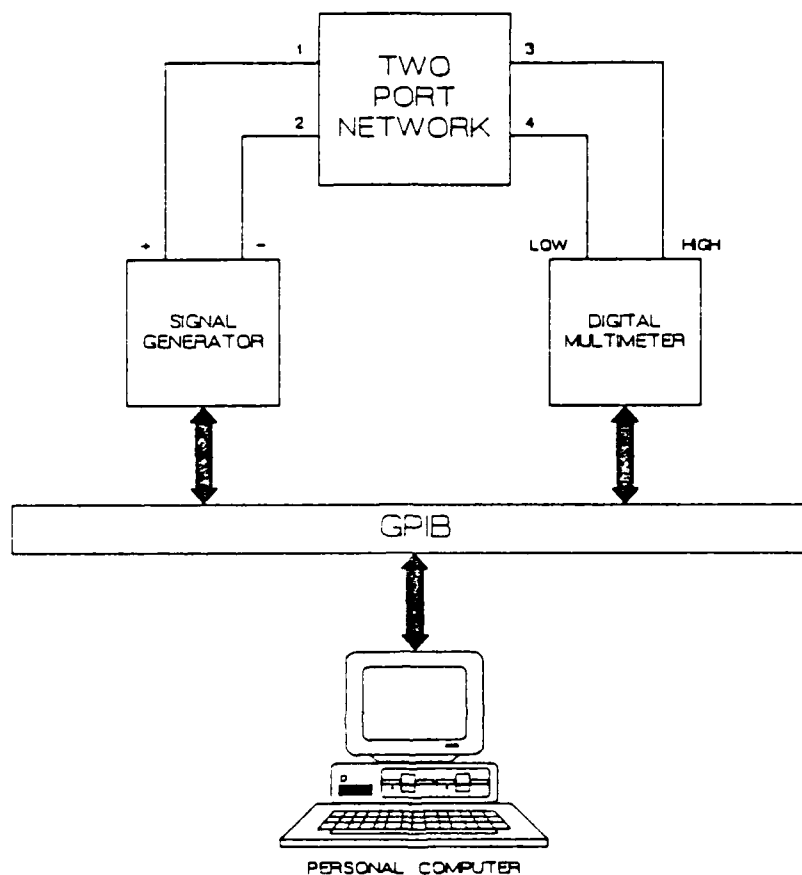 1
3
TWO
PORT
NETWORK
2
4
+
-
LOW
HIGH
SIGNAL
GENERATOR
DIGITAL
MULTIMETER
GPIB
PERSONAL COMPUTER